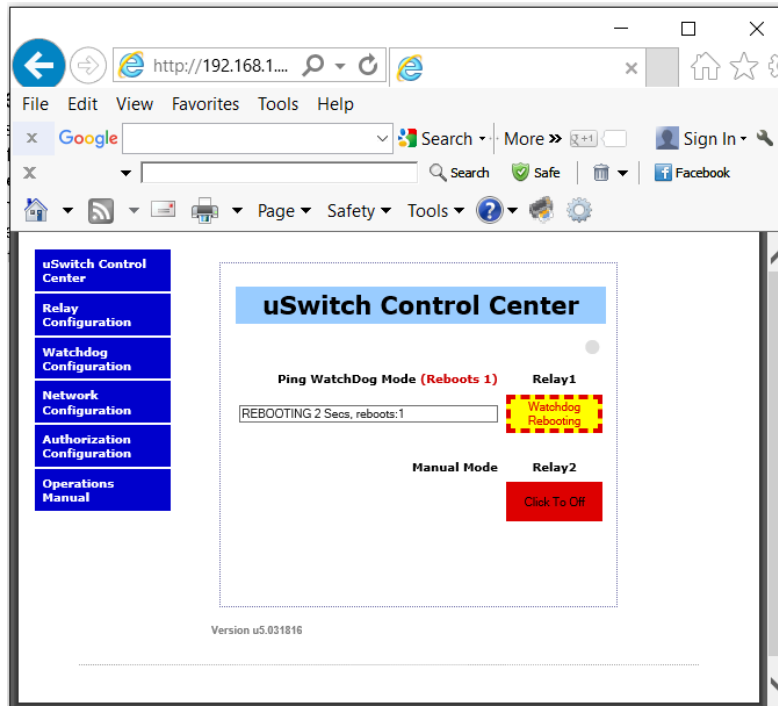 http://192.168.1....
File Edit View Favorites Tools Help
x Google Search More » g+1 Sign In
X Search Safe Facebook
Page Safety Tools
uSwitch Control
Center
Relay
Configuration
Watchdog
Configuration
Network
Configuration
Authorization
Configuration
Operations
Manual
uSwitch Control Center
Ping WatchDog Mode (Reboots 1) Relay1
REBOOTING 2 Secs, reboots:1
Watchdog
Rebooting
Manual Mode Relay2
Click To Off
Version u5.031816